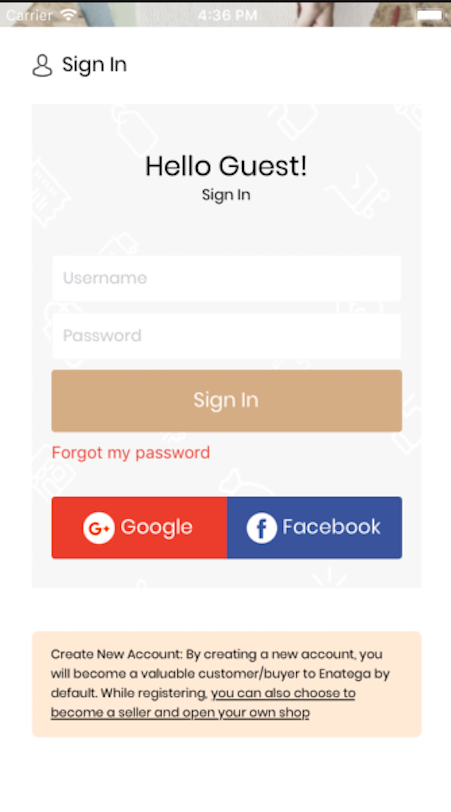 Carrier 4:36 PM
Sign In
Hello Guest!
Sign In
Username
Password
Sign In
Forgot my password
G+ Google f Facebook
Create New Account: By creating a new account, you
will become a valuable customer/buyer to Enatega by
default. While registering, you can also choose to
become a seller and open your own shop